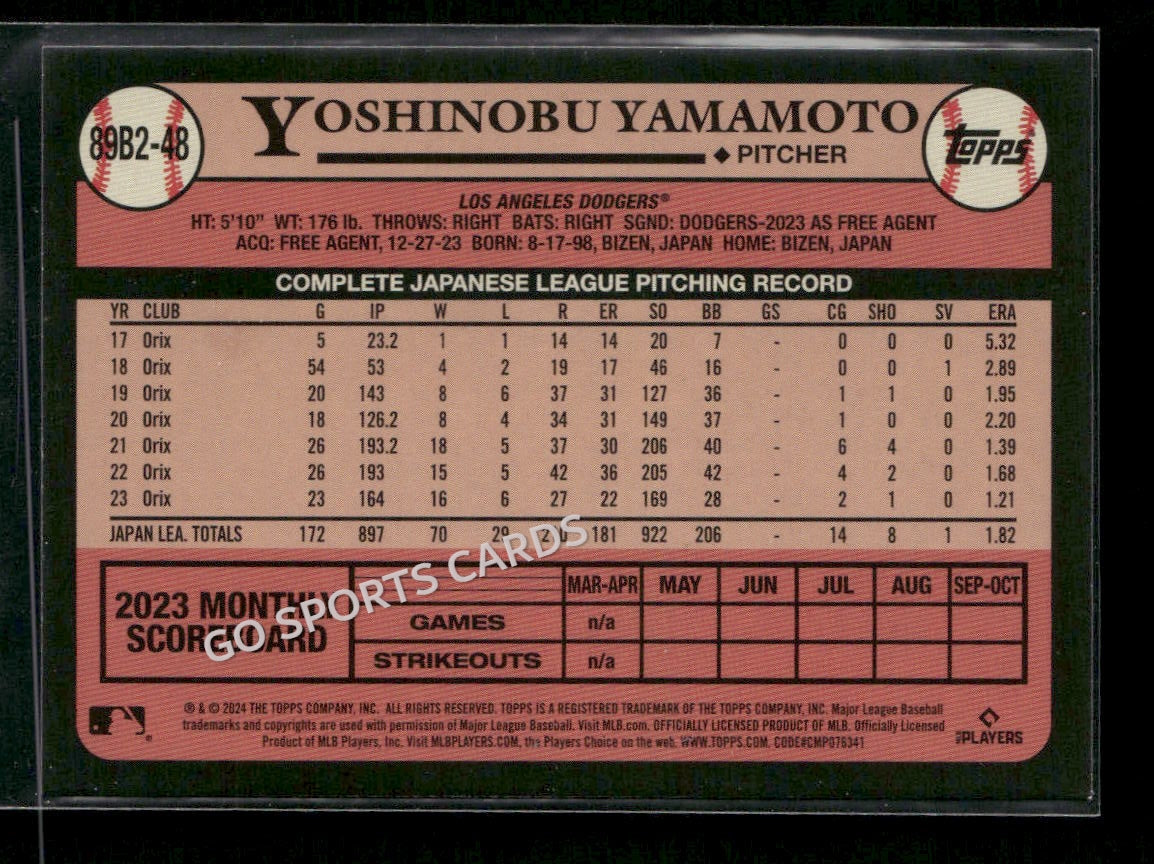 89B2-48
YOSHINOBU YAMAMOTO
◆ PITCHER
TOPPS
LOS ANGELES DODGERS®
HT: 5'10" WT: 176 lb. THROWS: RIGHT BATS: RIGHT SGND: DODGERS-2023 AS FREE AGENT
ACQ: FREE AGENT, 12-27-23 BORN: 8-17-98, BIZEN, JAPAN HOME: BIZEN, JAPAN
COMPLETE JAPANESE LEAGUE PITCHING RECORD
YR CLUB G IP W L R ER SO BB GS CG SHO SV ERA
17 Orix 5 23.2 1 1 14 14 20 7 - 0 0 0 5.32
18 Orix 54 53 4 2 19 17 46 16 - 0 0 1 2.89
19 Orix 20 143 8 6 37 31 127 36 - 1 1 0 1.95
20 Orix 18 126.2 8 4 34 31 149 37 - 1 0 0 2.20
21 Orix 26 193.2 18 5 37 30 206 40 - 6 4 0 1.39
22 Orix 26 193 15 5 42 36 205 42 - 4 2 0 1.68
23 Orix 23 164 16 6 27 22 169 28 - 2 1 0 1.21
JAPAN LEA. TOTALS 172 897 70 29 210 181 922 206 - 14 8 1 1.82
GO SPORTS CARDS
2023 MONTHLY SCOREBOARD
MAR-APR MAY JUN JUL AUG SEP-OCT
GAMES n/a
STRIKEOUTS n/a
® & © 2024 THE TOPPS COMPANY, INC. ALL RIGHTS RESERVED. TOPPS IS A REGISTERED TRADEMARK OF THE TOPPS COMPANY, INC. Major League Baseball
trademarks and copyrights are used with permission of Major League Baseball. Visit MLB.com. OFFICIALLY LICENSED PRODUCT OF MLB. Officially Licensed
Product of MLB Players, Inc. Visit MLBPLAYERS.COM, the Players Choice on the web. WWW.TOPPS.COM. CODE#CMP076341
PLAYERS